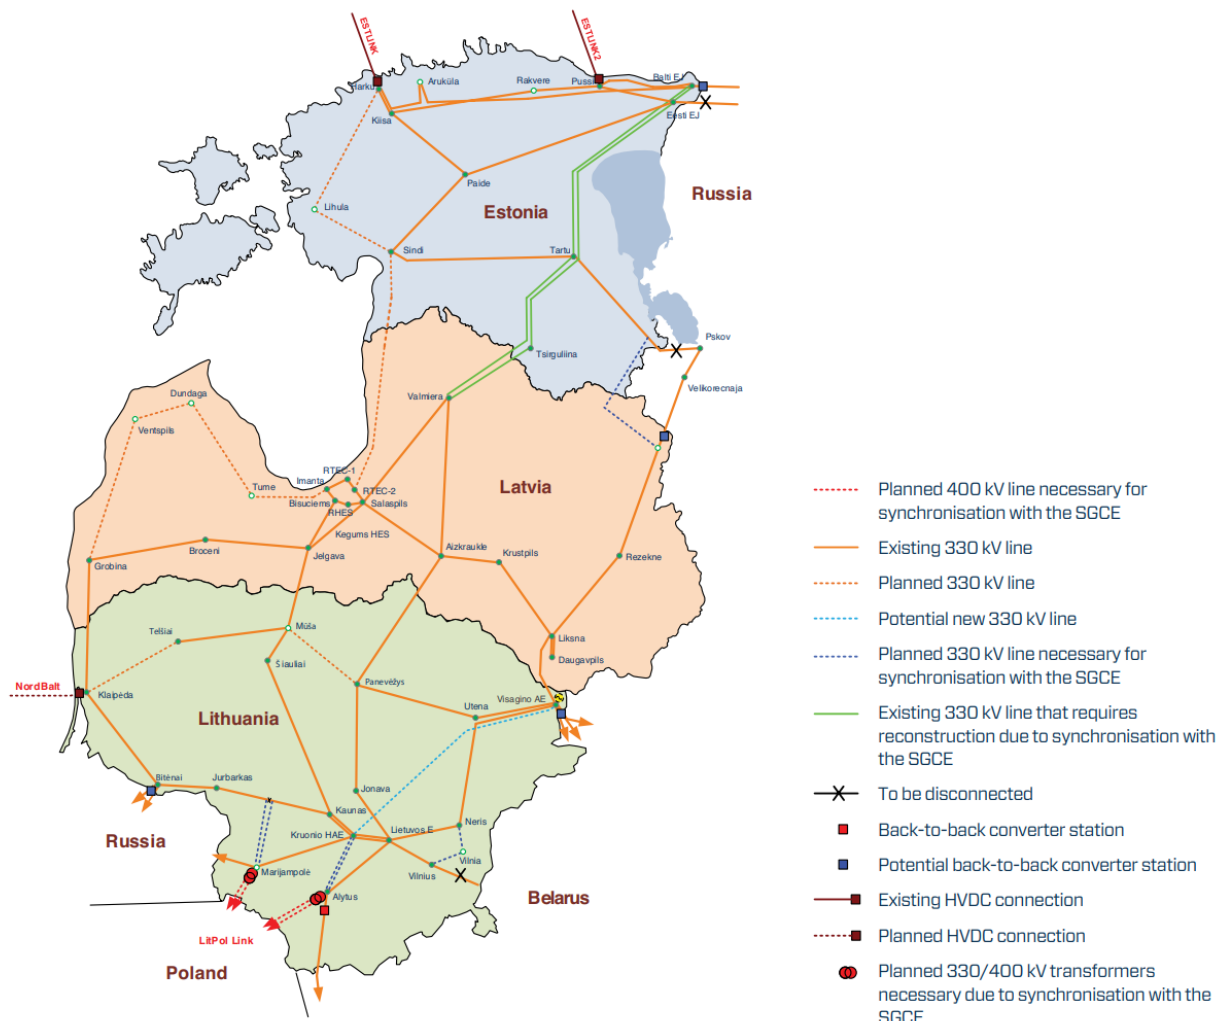 ESTLINK
ESTLINK2
Harku
Aruküla
Rakvere
Pussi
Balti EJ
Kiisa
Eesti EJ
Paide
Russia
Estonia
Lihula
Sindi
Tartu
Pskov
Tsirguliina
Velikorecnaja
Valmiera
Dundaga
Ventspils
RTEC-1
Imanta
Tume
RTEC-2
Bisuciems
Salaspils
RHES
Latvia
Kegums HES
Broceni
Jelgava
Aizkraukle
Krustpils
Rezekne
Grobina
Telšiai
Mūša
Liksna
Šiauliai
Daugavpils
NordBalt
Klaipėda
Panevėžys
Visagino AE
Utena
Lithuania
Bitėnai
Jurbarkas
Jonava
Kaunas
Russia
Kruonio HAE
Lietuvos E
Neris
Vilnia
Marijampolė
Vilnius
Alytus
Belarus
LitPol Link
Poland
Planned 400 kV line necessary for
synchronisation with the SGCE
Existing 330 kV line
Planned 330 kV line
Potential new 330 kV line
Planned 330 kV line necessary for
synchronisation with the SGCE
Existing 330 kV line that requires
reconstruction due to synchronisation with
the SGCE
To be disconnected
Back-to-back converter station
Potential back-to-back converter station
Existing HVDC connection
Planned HVDC connection
Planned 330/400 kV transformers
necessary due to synchronisation with the
SGCE